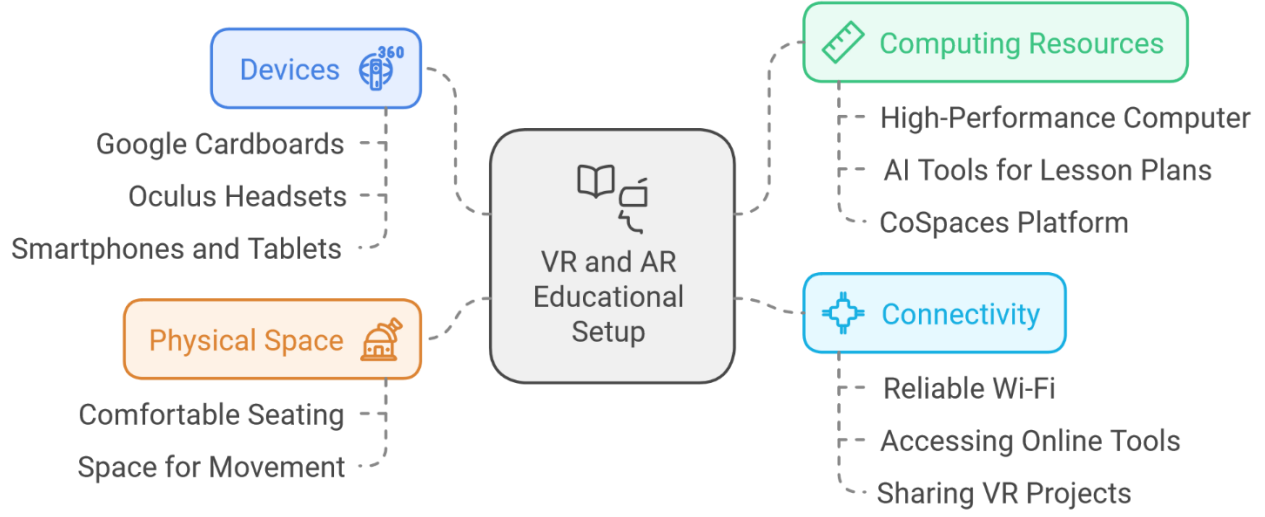 Devices
360
Google Cardboards
Oculus Headsets
Smartphones and Tablets
Physical Space
Comfortable Seating
Space for Movement
VR and AR
Educational
Setup
Computing Resources
High-Performance Computer
AI Tools for Lesson Plans
CoSpaces Platform
Connectivity
Reliable Wi-Fi
Accessing Online Tools
Sharing VR Projects